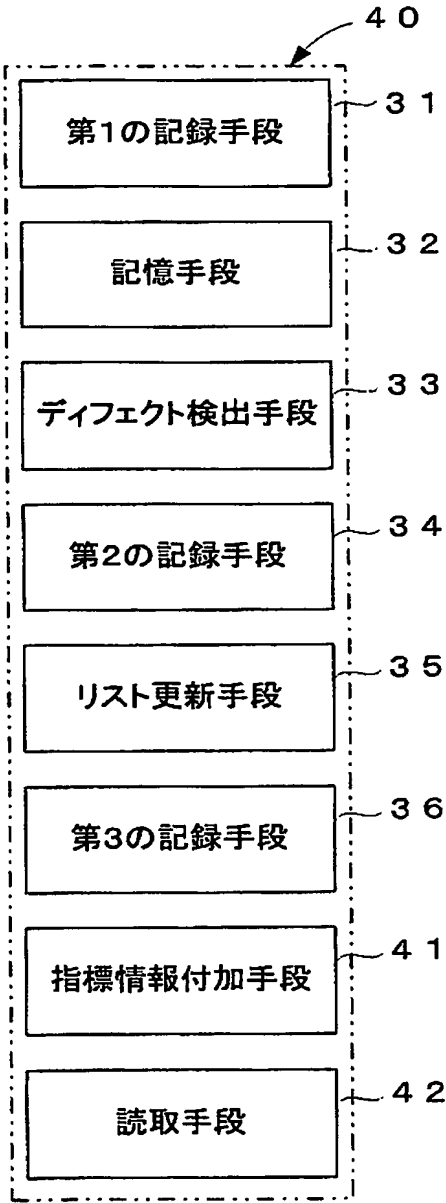 ４０
第１の記録手段
３１
記憶手段
３２
ディフェクト検出手段
３３
第２の記録手段
３４
リスト更新手段
３５
第３の記録手段
３６
指標情報付加手段
４１
読取手段
４２